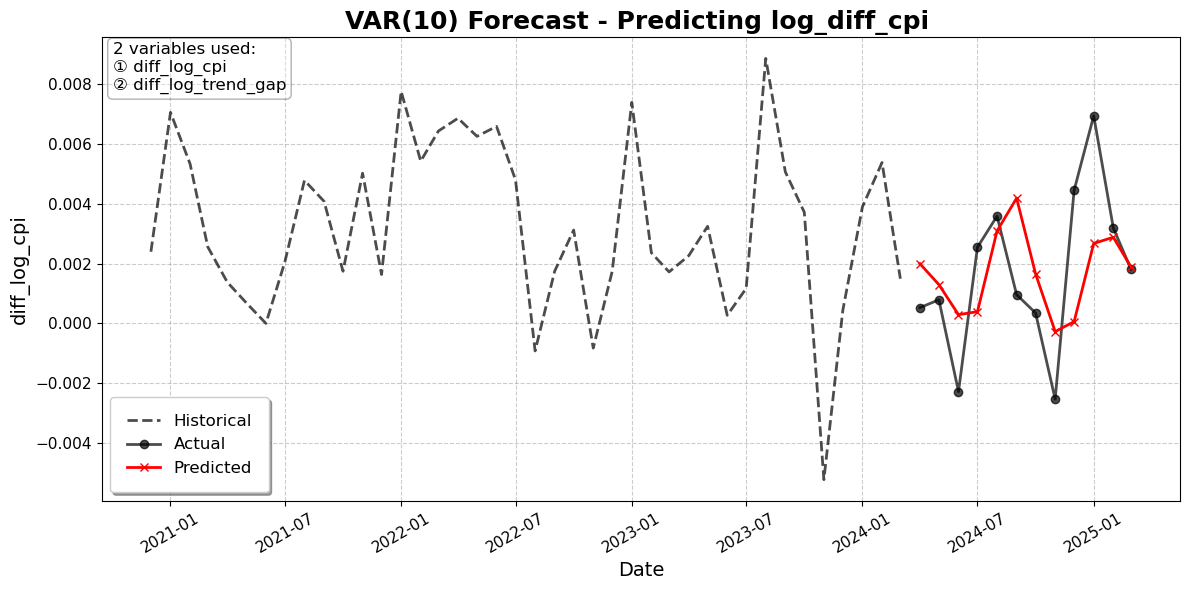 VAR(10) Forecast - Predicting log_diff_cpi
2 variables used:
① diff_log_cpi
② diff_log_trend_gap
diff_log_cpi
0.008
0.006
0.004
0.002
0.000
−0.002
−0.004
Historical
Actual
Predicted
2021-01
2021-07
2022-01
2022-07
2023-01
2023-07
2024-01
2024-07
2025-01
Date